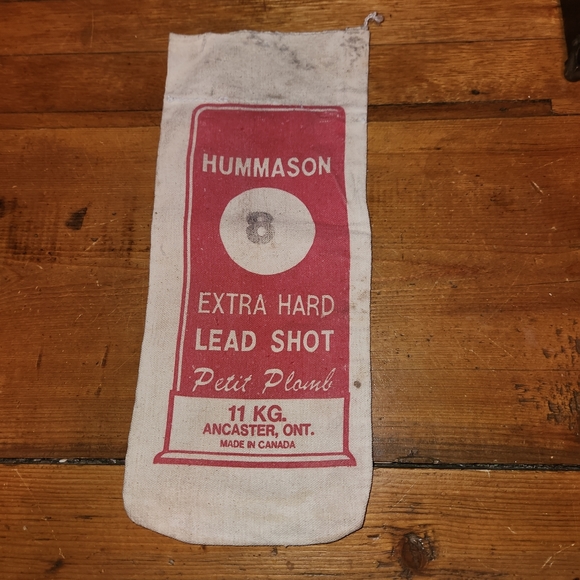 HUMMASON
8
EXTRA HARD
LEAD SHOT
Petit Plomb
11 KG.
ANCASTER, ONT.
MADE IN CANADA